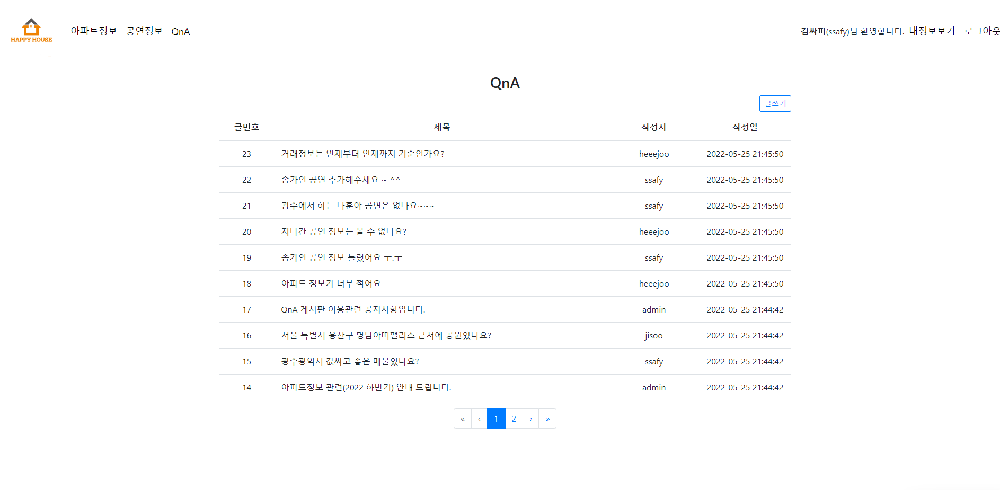 HAPPY HOUSE
아파트정보 공연정보 QnA
김싸피(ssafy)님 환영합니다. 내정보보기 로그아웃
QnA
글쓰기
글번호 제목 작성자 작성일
23 거래정보는 언제부터 언제까지 기준인가요? heeejoo 2022-05-25 21:45:50
22 송가인 공연 추가해주세요 ~ ^^ ssafy 2022-05-25 21:45:50
21 광주에서 하는 나훈아 공연은 없나요~~~ ssafy 2022-05-25 21:45:50
20 지나간 공연 정보는 볼 수 없나요? heeejoo 2022-05-25 21:45:50
19 송가인 공연 정보 틀렸어요 ㅜ.ㅜ ssafy 2022-05-25 21:45:50
18 아파트 정보가 너무 적어요 heeejoo 2022-05-25 21:45:50
17 QnA 게시판 이용관련 공지사항입니다. admin 2022-05-25 21:44:42
16 서울 특별시 용산구 명남아띠팰리스 근처에 공원있나요? jisoo 2022-05-25 21:44:42
15 광주광역시 값싸고 좋은 매물있나요? ssafy 2022-05-25 21:44:42
14 아파트정보 관련(2022 하반기) 안내 드립니다. admin 2022-05-25 21:44:42
« ‹ 1 2 › »